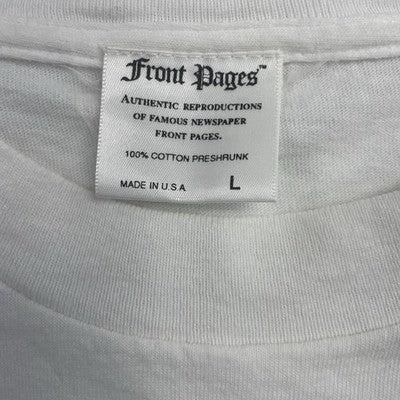 Front Pages™
AUTHENTIC REPRODUCTIONS
OF FAMOUS NEWSPAPER
FRONT PAGES.
100% COTTON PRESHRUNK
MADE IN U.S.A. L